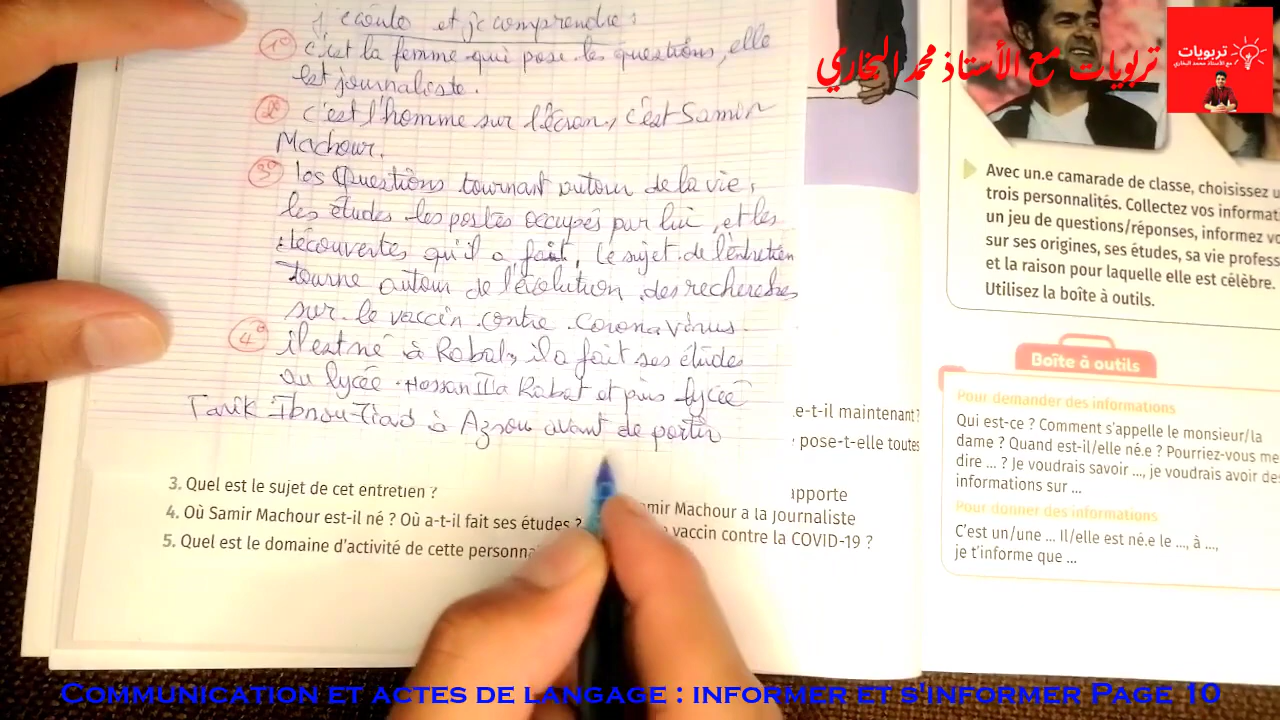 j'écoute et je comprendre :
1° c'est la femme qui pose les questions, elle
est journaliste.
2° c'est l'homme sur l'écran, c'est Samir
Machour.
3° les Questions tournant autour de la vie,
les études les postes occupés par lui, et les
découvertes qu'il a fait, le sujet de l'entretien
tourne autour de l'évolution des recherches
sur le vaccin contre Coronavirus.
4° il est né à Rabat, il a fait ses études
au lycée Hassan II à Rabat et puis lycée
Tarik Ibnou Ziad à Azrou avant de partir
e-t-il maintenant?
pose-t-elle toutes
3. Quel est le sujet de cet entretien ?
4. Où Samir Machour est-il né ? Où a-t-il fait ses études ?
5. Quel est le domaine d'activité de cette
apporte
mir Machour a la journaliste
vaccin contre la COVID-19 ?
تربويات مع الأستاذ محمد البخاري
تربويات
مع الأستاذ محمد البخاري
Avec un.e camarade de classe, choisissez
trois personnalités. Collectez vos
un jeu de questions/réponses, informez
sur ses origines, ses études, sa vie
et la raison pour laquelle elle est célèbre.
Utilisez la boîte à outils.
Boîte à outils
Pour demander des informations
Qui est-ce ? Comment s'appelle le monsieur/la
dame ? Quand est-il/elle né.e ? Pourriez-vous me
dire ... ? Je voudrais savoir ..., je voudrais avoir des
informations sur ...
Pour donner des informations
C'est un/une ... Il/elle est né.e le ..., à ...,
je t'informe que ...
Communication et actes de langage : informer et s'informer Page 10